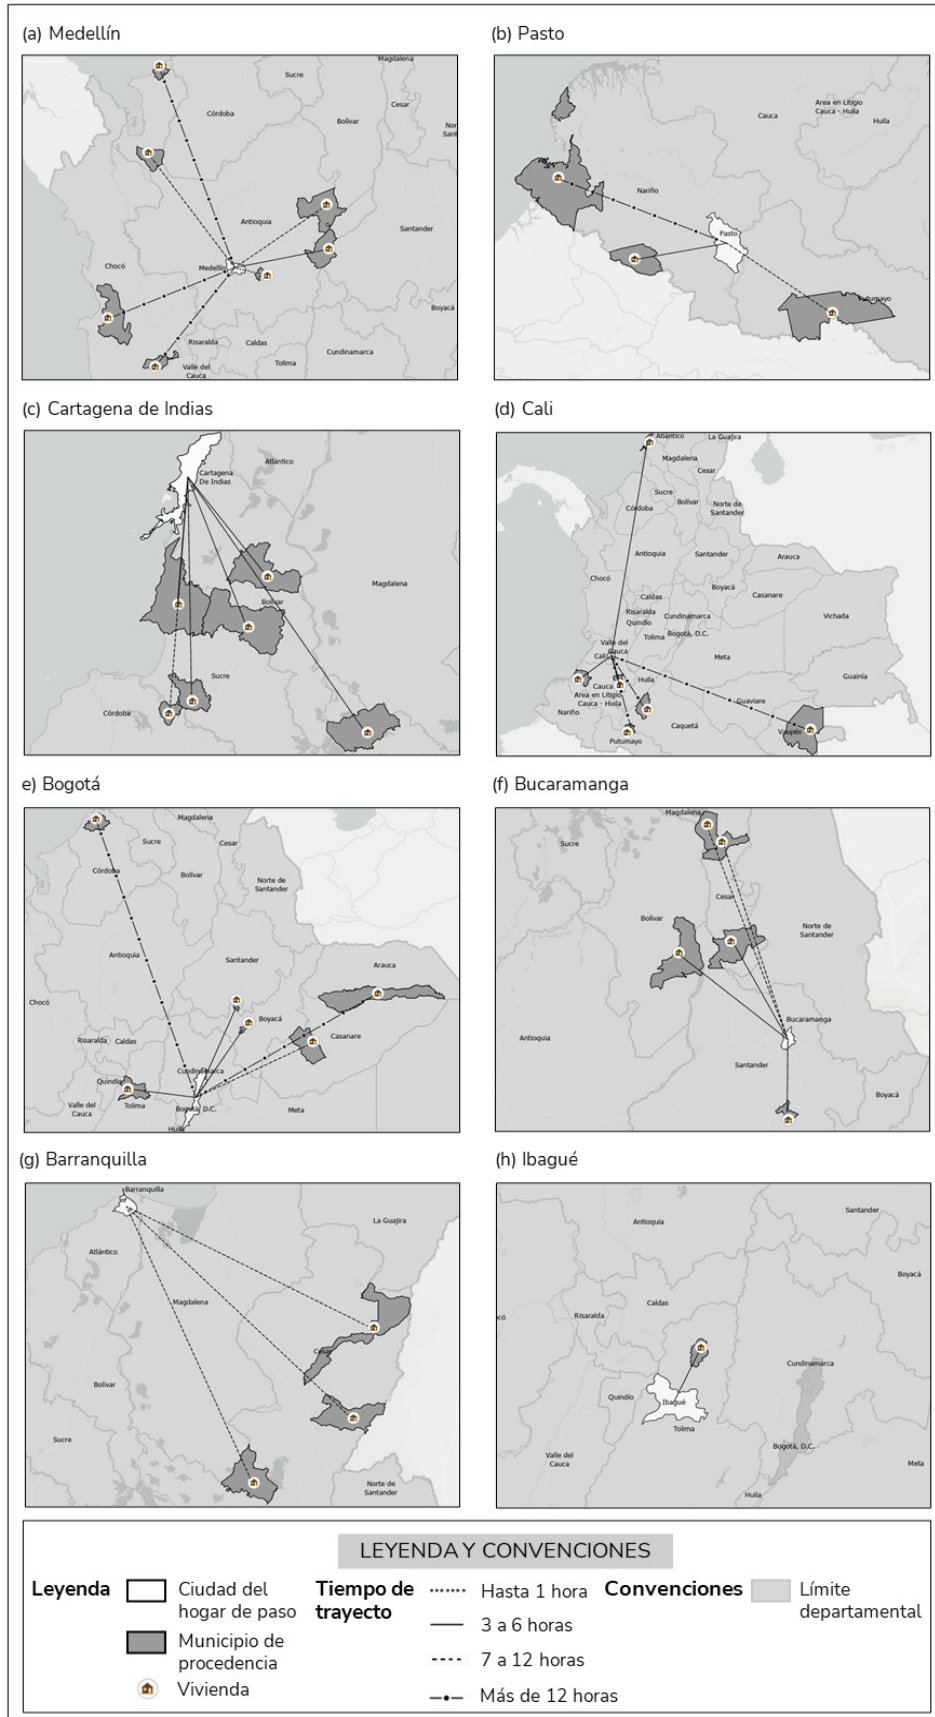 (a) Medellín
Magdalena
Sucre
Cesar
Córdoba
Bolívar
Nor
Sant
Antioquia
Santander
Medellín
Chocó
Boyacá
Risaralda
Caldas
Cundinamarca
Valle del
Cauca
Tolima
(b) Pasto
Area en Litigio
Cauca - Huila
Cauca
Huila
Nariño
Pasto
Putumayo
(c) Cartagena de Indias
Atlántico
Cartagena
De Indias
Magdalena
Bolívar
Sucre
Córdoba
(d) Cali
Atlántico
La Guajira
Magdalena
Cesar
Sucre
Bolívar
Norte de
Santander
Córdoba
Antioquia
Santander
Arauca
Chocó
Boyacá
Casanare
Caldas
Risaralda
Cundinamarca
Vichada
Quindío
Tolima
Bogotá, D.C.
Valle del
Cauca
Cali
Meta
Huila
Guainía
Cauca
Area en Litigio
Cauca - Huila
Guaviare
Nariño
Caquetá
Vaupés
Putumayo
e) Bogotá
Magdalena
Sucre
Cesar
Córdoba
Bolívar
Norte de
Santander
Antioquia
Santander
Arauca
Chocó
Boyacá
Risaralda
Caldas
Casanare
Cundinamarca
Quindío
Valle del
Cauca
Tolima
Bogotá, D.C.
Meta
Huila
(f) Bucaramanga
Magdalena
Sucre
Cesar
Bolívar
Norte de
Santander
Bucaramanga
Antioquia
Santander
Boyacá
(g) Barranquilla
Barranquilla
La Guajira
Atlántico
Magdalena
Cesar
Bolívar
Sucre
Norte de
Santander
(h) Ibagué
Santander
Antioquia
Boyacá
Caldas
có
Risaralda
Cundinamarca
Quindío
Ibagué
Tolima
Bogotá, D.C.
Valle del
Cauca
Meta
Huila
LEYENDA Y CONVENCIONES
Leyenda
Ciudad del
hogar de paso
Municipio de
procedencia
Vivienda
Tiempo de
trayecto
Hasta 1 hora
3 a 6 horas
7 a 12 horas
Más de 12 horas
Convenciones
Límite
departamental